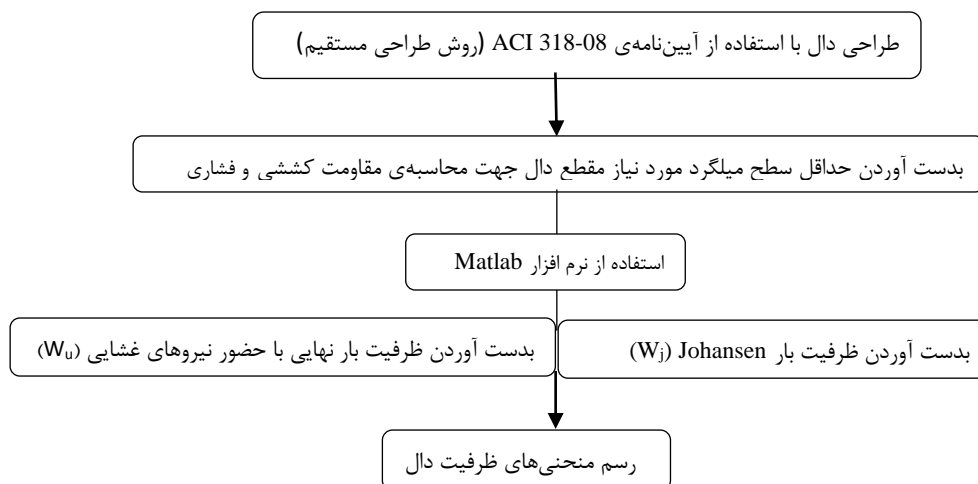 طراحی دال با استفاده از آیین‌نامه‌ی ACI 318-08 (روش طراحی مستقیم)
بدست آوردن حداقل سطح میلگرد مورد نیاز مقطع دال جهت محاسبه‌ی مقاومت کششی و فشاری
استفاده از نرم افزار Matlab
بدست آوردن ظرفیت بار Johansen (Wj)
بدست آوردن ظرفیت بار نهایی با حضور نیروهای غشایی (Wu)
رسم منحنی‌های ظرفیت دال